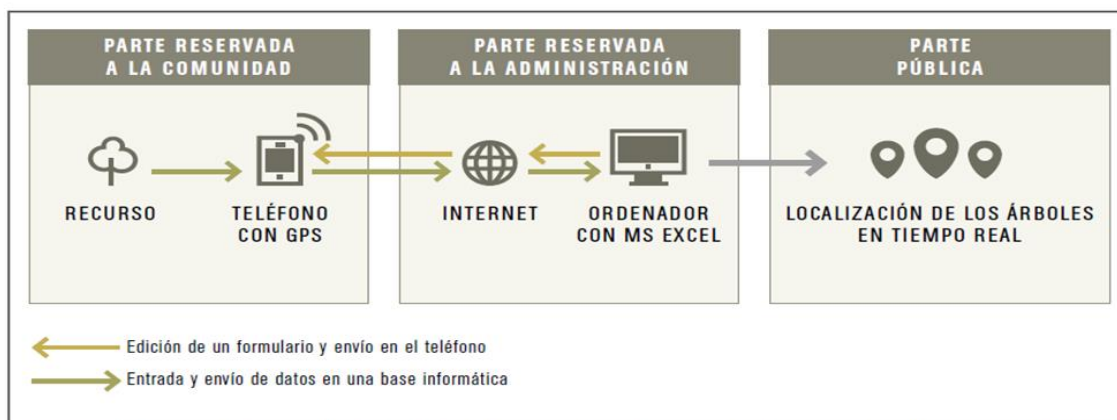 PARTE RESERVADA
A LA COMUNIDAD
PARTE RESERVADA
A LA ADMINISTRACIÓN
PARTE
PÚBLICA
RECURSO
TELÉFONO
CON GPS
INTERNET
ORDENADOR
CON MS EXCEL
LOCALIZACIÓN DE LOS ÁRBOLES
EN TIEMPO REAL
Edición de un formulario y envío en el teléfono
Entrada y envío de datos en una base informática